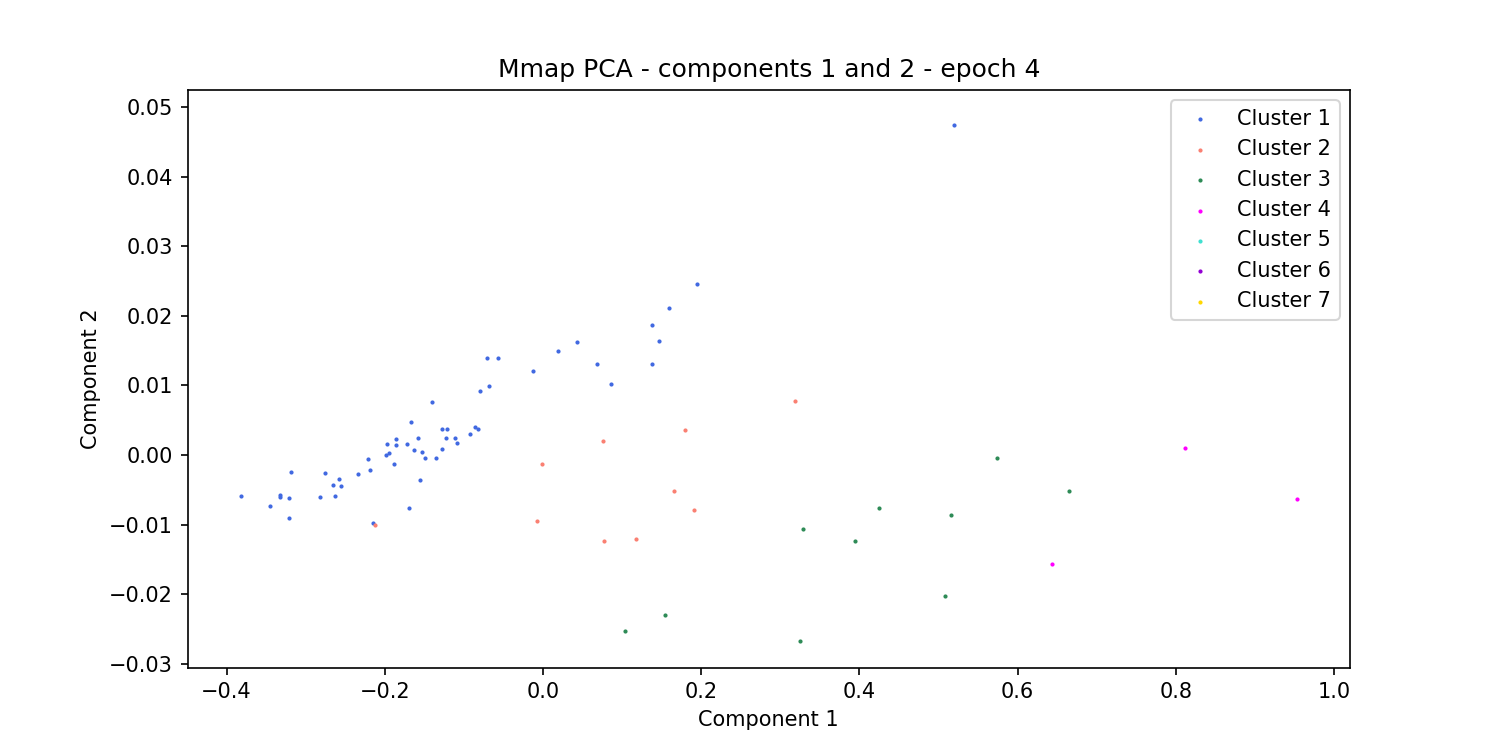 Mmap PCA - components 1 and 2 - epoch 4
0.05
0.04
0.03
0.02
0.01
0.00
−0.01
−0.02
−0.03
Component 2
Cluster 1
Cluster 2
Cluster 3
Cluster 4
Cluster 5
Cluster 6
Cluster 7
−0.4 −0.2 0.0 0.2 0.4 0.6 0.8 1.0
Component 1